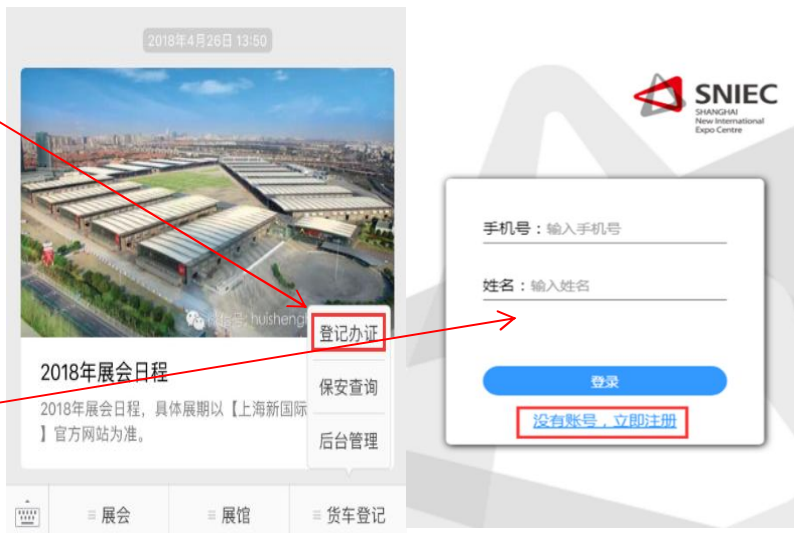 2018年4月26日 13:50
微信号: huisheng
登记办证
保安查询
后台管理
2018年展会日程
2018年展会日程，具体展期以【上海新国际
】官方网站为准。
展会
展馆
货车登记
SNIEC
SHANGHAI
New International
Expo Centre
手机号：输入手机号
姓名：输入姓名
登录
没有账号，立即注册